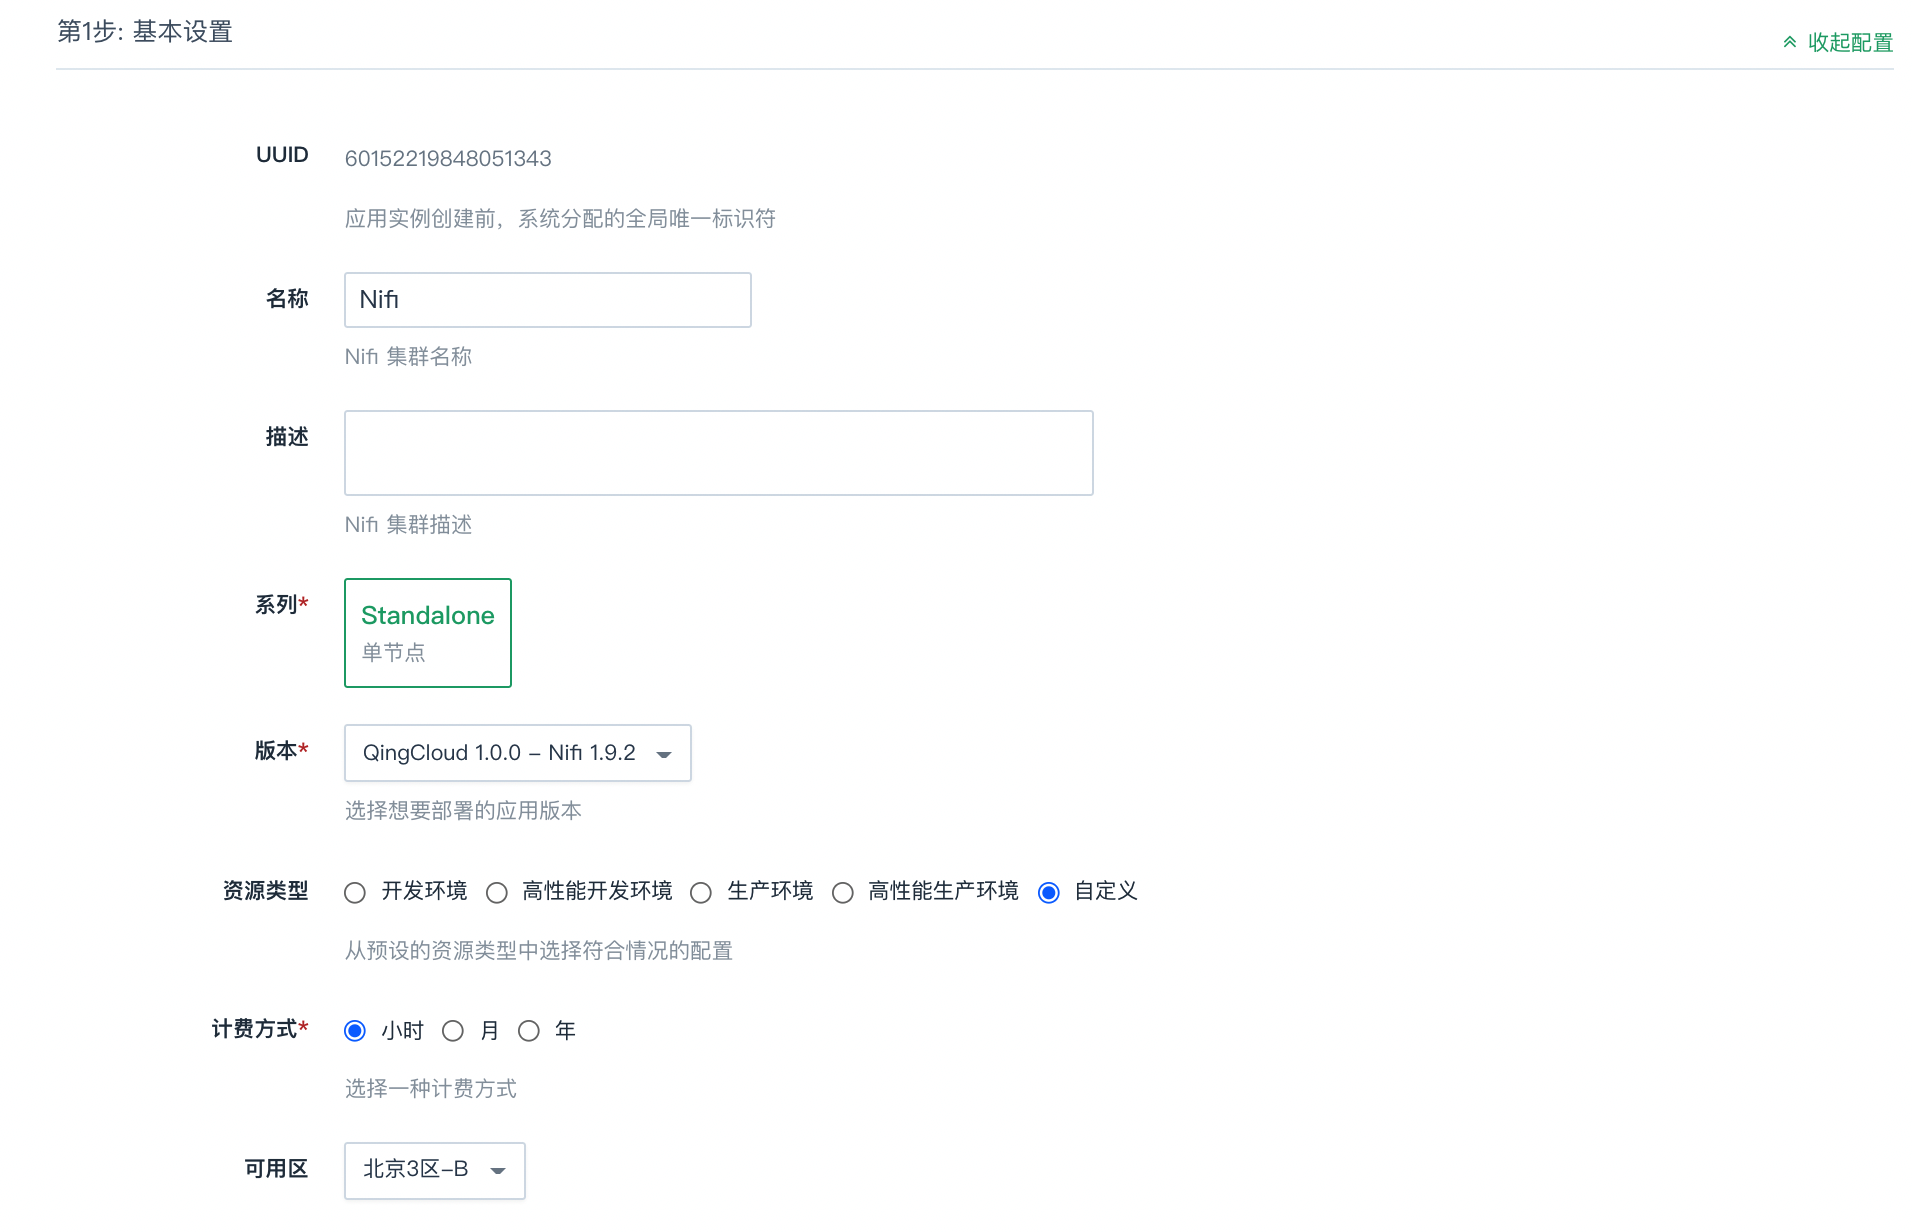 第1步: 基本设置
收起配置
UUID 60152219848051343
应用实例创建前，系统分配的全局唯一标识符
名称 Nifi
Nifi 集群名称
描述
Nifi 集群描述
系列* Standalone
单节点
版本* QingCloud 1.0.0 – Nifi 1.9.2
选择想要部署的应用版本
资源类型 开发环境 高性能开发环境 生产环境 高性能生产环境 自定义
从预设的资源类型中选择符合情况的配置
计费方式* 小时 月 年
选择一种计费方式
可用区 北京3区–B